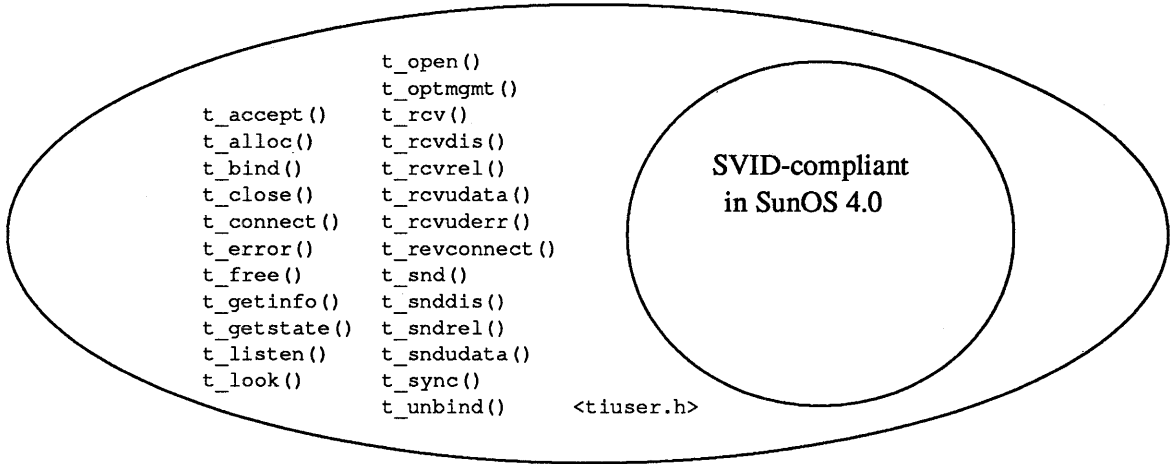 t_open()
t_optmgmt()
t_accept() t_rcv()
t_alloc() t_rcvdis()
t_bind() t_rcvrel()
t_close() t_rcvudata()
t_connect() t_rcvuderr()
t_error() t_revconnect()
t_free() t_snd()
t_getinfo() t_snddis()
t_getstate() t_sndrel()
t_listen() t_sndudata()
t_look() t_sync()
t_unbind() <tiuser.h>
SVID-compliant
in SunOS 4.0